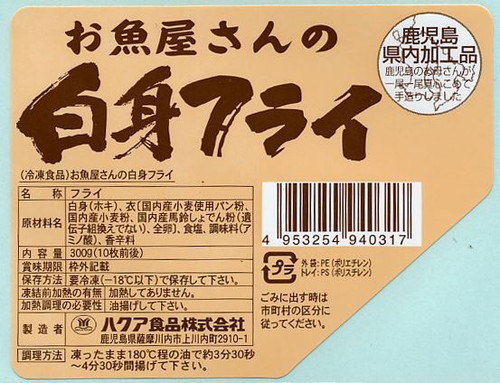 お魚屋さんの
白身フライ
鹿児島
県内加工品
鹿児島のお母さんが
一尾一尾真心こめて
手造りしました
(冷凍食品)お魚屋さんの白身フライ
名 称 フライ
原材料名 白身(ホキ)、衣(国内産小麦使用パン粉、
国内産小麦粉、国内産馬鈴しょでん粉(遺
伝子組換えでない)、全卵)、食塩、調味料(ア
ミノ酸)、香辛料
内 容 量 300g(10枚前後)
賞味期限 枠外記載
保存方法 要冷凍(−18℃以下)で保存して下さい。
凍結前加熱の有無 加熱してありません。
加熱調理の必要性 油揚げして下さい。
製 造 者 ハクア食品株式会社
鹿児島県薩摩川内市上川内町2910-1
調理方法 凍ったまま180℃程の油で約3分30秒
〜4分30秒間揚げて下さい。
4 953254 940317
プラ
外袋:PE(ポリエチレン)
トレイ:PS(ポリスチレン)
ごみに出す時は
市町村の区分に
従ってください。